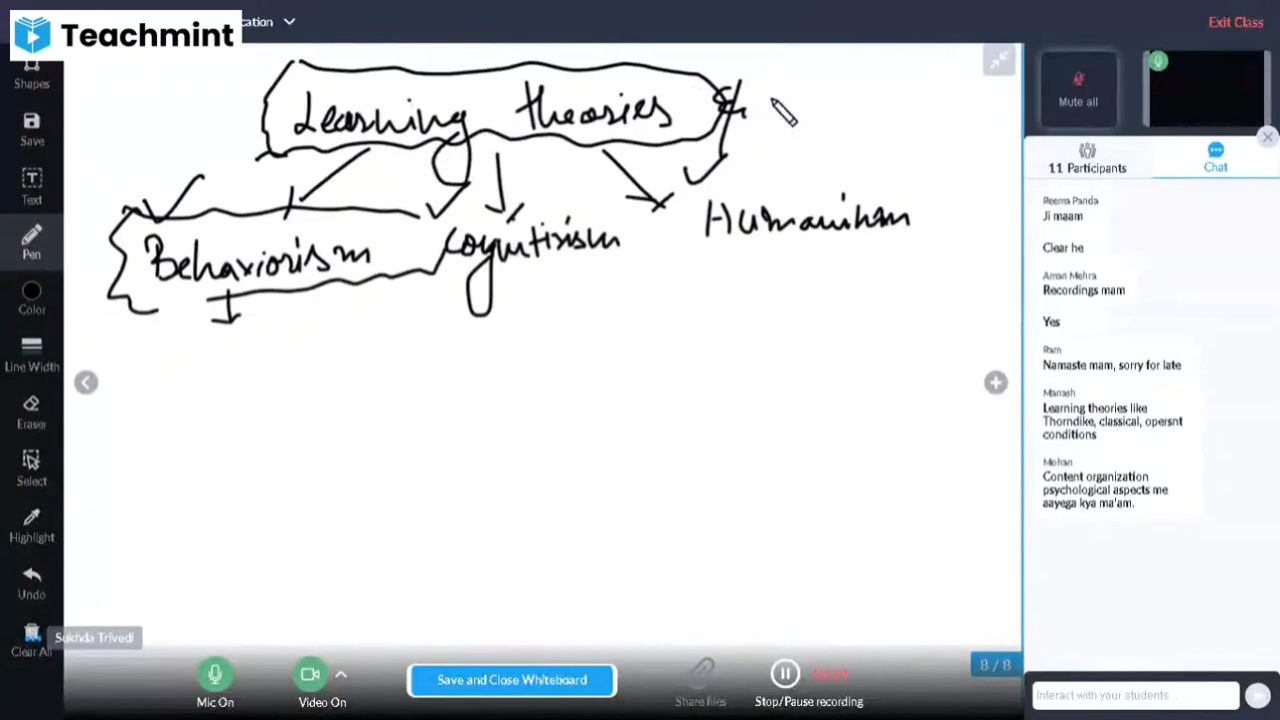 Teachmint
cation
Exit Class
Shapes
Save
Text
Pen
Color
Line Width
Eraser
Select
Highlight
Undo
Clear All
Learning theories &
Behaviorism
Cognitivism
Humanism
Sukhda Trivedi
8 / 8
Mic On
Video On
Save and Close Whiteboard
Share files
Stop/Pause recording
Mute all
11 Participants
Chat
Reema Panda
Ji maam
Clear he
Arman Mehra
Recordings mam
Yes
Ram
Namaste mam, sorry for late
Manash
Learning theories like
Thorndike, classical, opersnt
conditions
Mohan
Content organization
psychological aspects me
aayega kya ma'am.
Interact with your students...